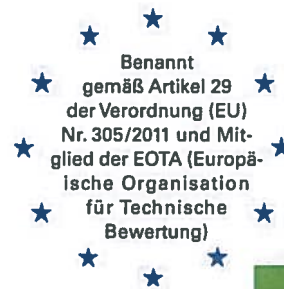 Benannt
gemäß Artikel 29
der Verordnung (EU)
Nr. 305/2011 und Mit-
glied der EOTA (Europä-
ische Organisation
für Technische
Bewertung)